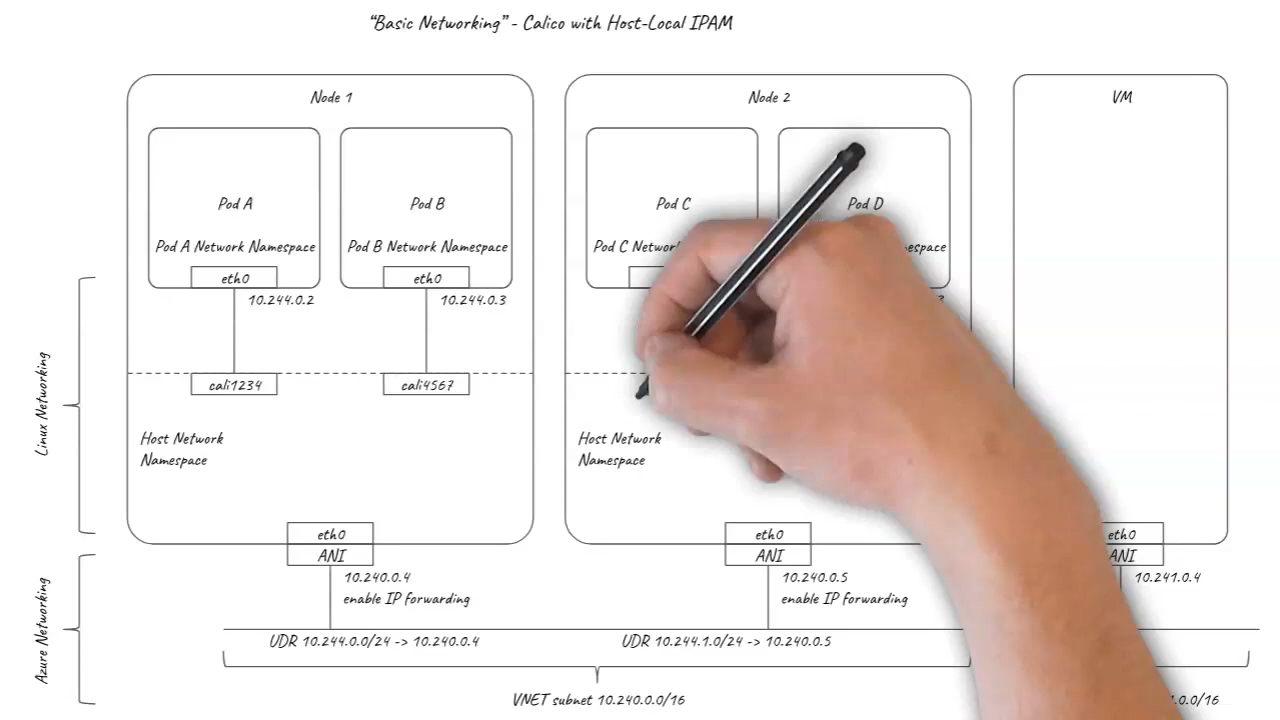 “Basic Networking” - Calico with Host-Local IPAM
Node 1
Node 2
VM
Pod A
Pod B
Pod C
Pod D
Pod A Network Namespace
Pod B Network Namespace
Pod C
eth0
eth0
10.244.0.2
10.244.0.3
cali1234
cali4567
Linux Networking
Host Network
Namespace
Host Network
Namespace
eth0
eth0
eth0
ANI
ANI
ANI
10.240.0.4
enable IP forwarding
10.240.0.5
enable IP forwarding
10.241.0.4
Azure Networking
UDR 10.244.0.0/24 -> 10.240.0.4
UDR 10.244.1.0/24 -> 10.240.0.5
VNET subnet 10.240.0.0/16